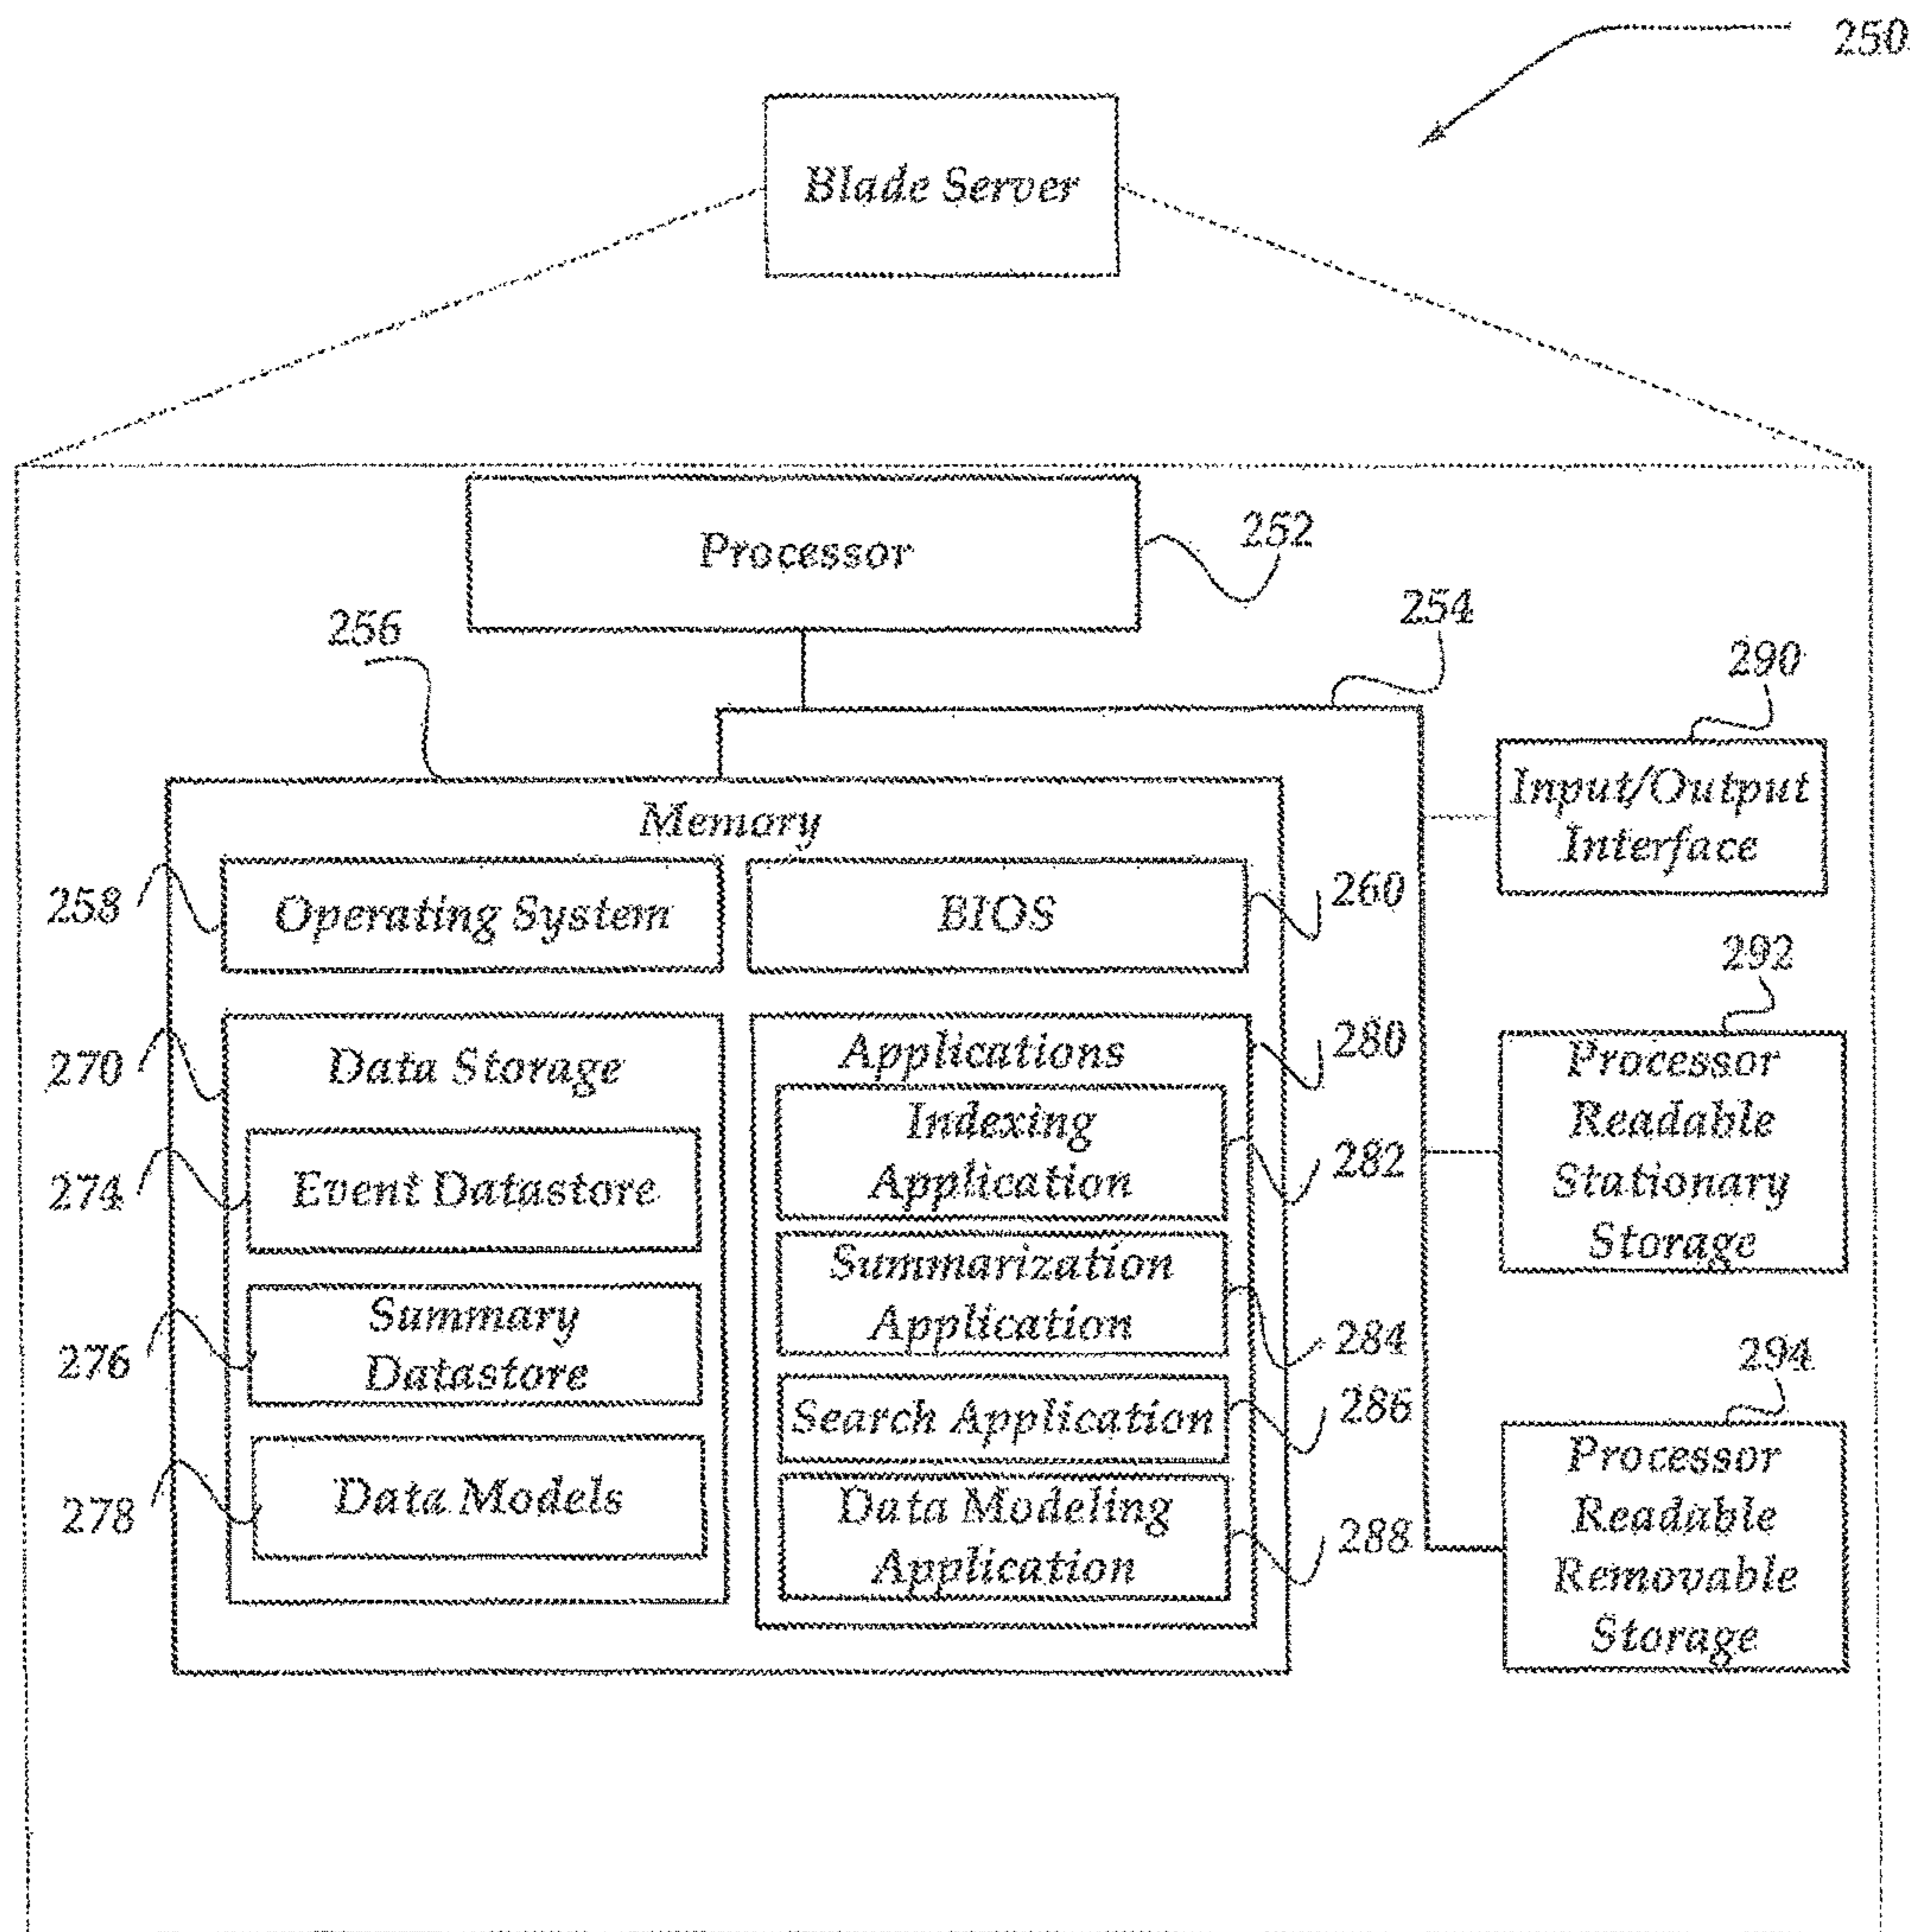 250
Blade Server
Processor
252
256
254
290
Input/Output
Interface
Memory
258
Operating System
BIOS
260
292
270
Data Storage
Applications
280
Processor
Readable
Stationary
Storage
274
Event Datastore
Indexing
Application
282
276
Summary
Datastore
Summarization
Application
284
294
Search Application
286
278
Data Models
Data Modeling
Application
288
Processor
Readable
Removable
Storage